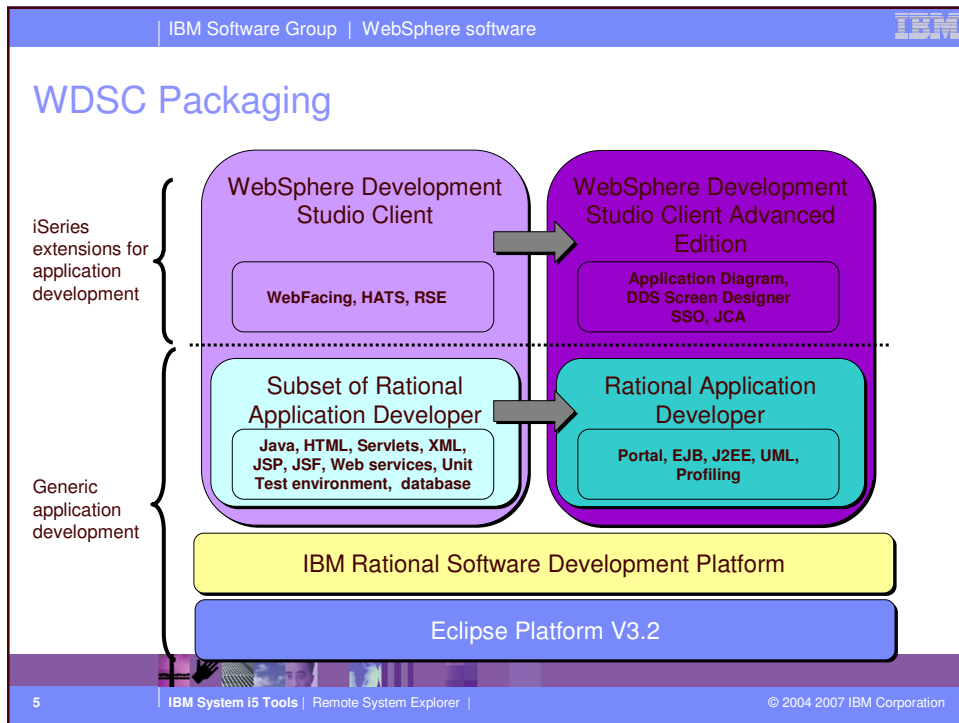 IBM Software Group | WebSphere software
IBM
WDSC Packaging
iSeries
extensions for
application
development
WebSphere Development
Studio Client
WebFacing, HATS, RSE
WebSphere Development
Studio Client Advanced
Edition
Application Diagram,
DDS Screen Designer
SSO, JCA
Generic
application
development
Subset of Rational
Application Developer
Java, HTML, Servlets, XML,
JSP, JSF, Web services, Unit
Test environment, database
Rational Application
Developer
Portal, EJB, J2EE, UML,
Profiling
IBM Rational Software Development Platform
Eclipse Platform V3.2
5
IBM System i5 Tools | Remote System Explorer |
© 2004 2007 IBM Corporation